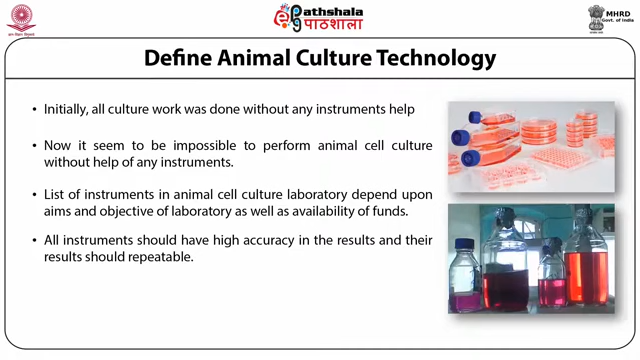 ePathshala
पाठशाला
MHRD
Govt. of India
Define Animal Culture Technology
• Initially, all culture work was done without any instruments help
• Now it seem to be impossible to perform animal cell culture
without help of any instruments.
• List of instruments in animal cell culture laboratory depend upon
aims and objective of laboratory as well as availability of funds.
• All instruments should have high accuracy in the results and their
results should repeatable.